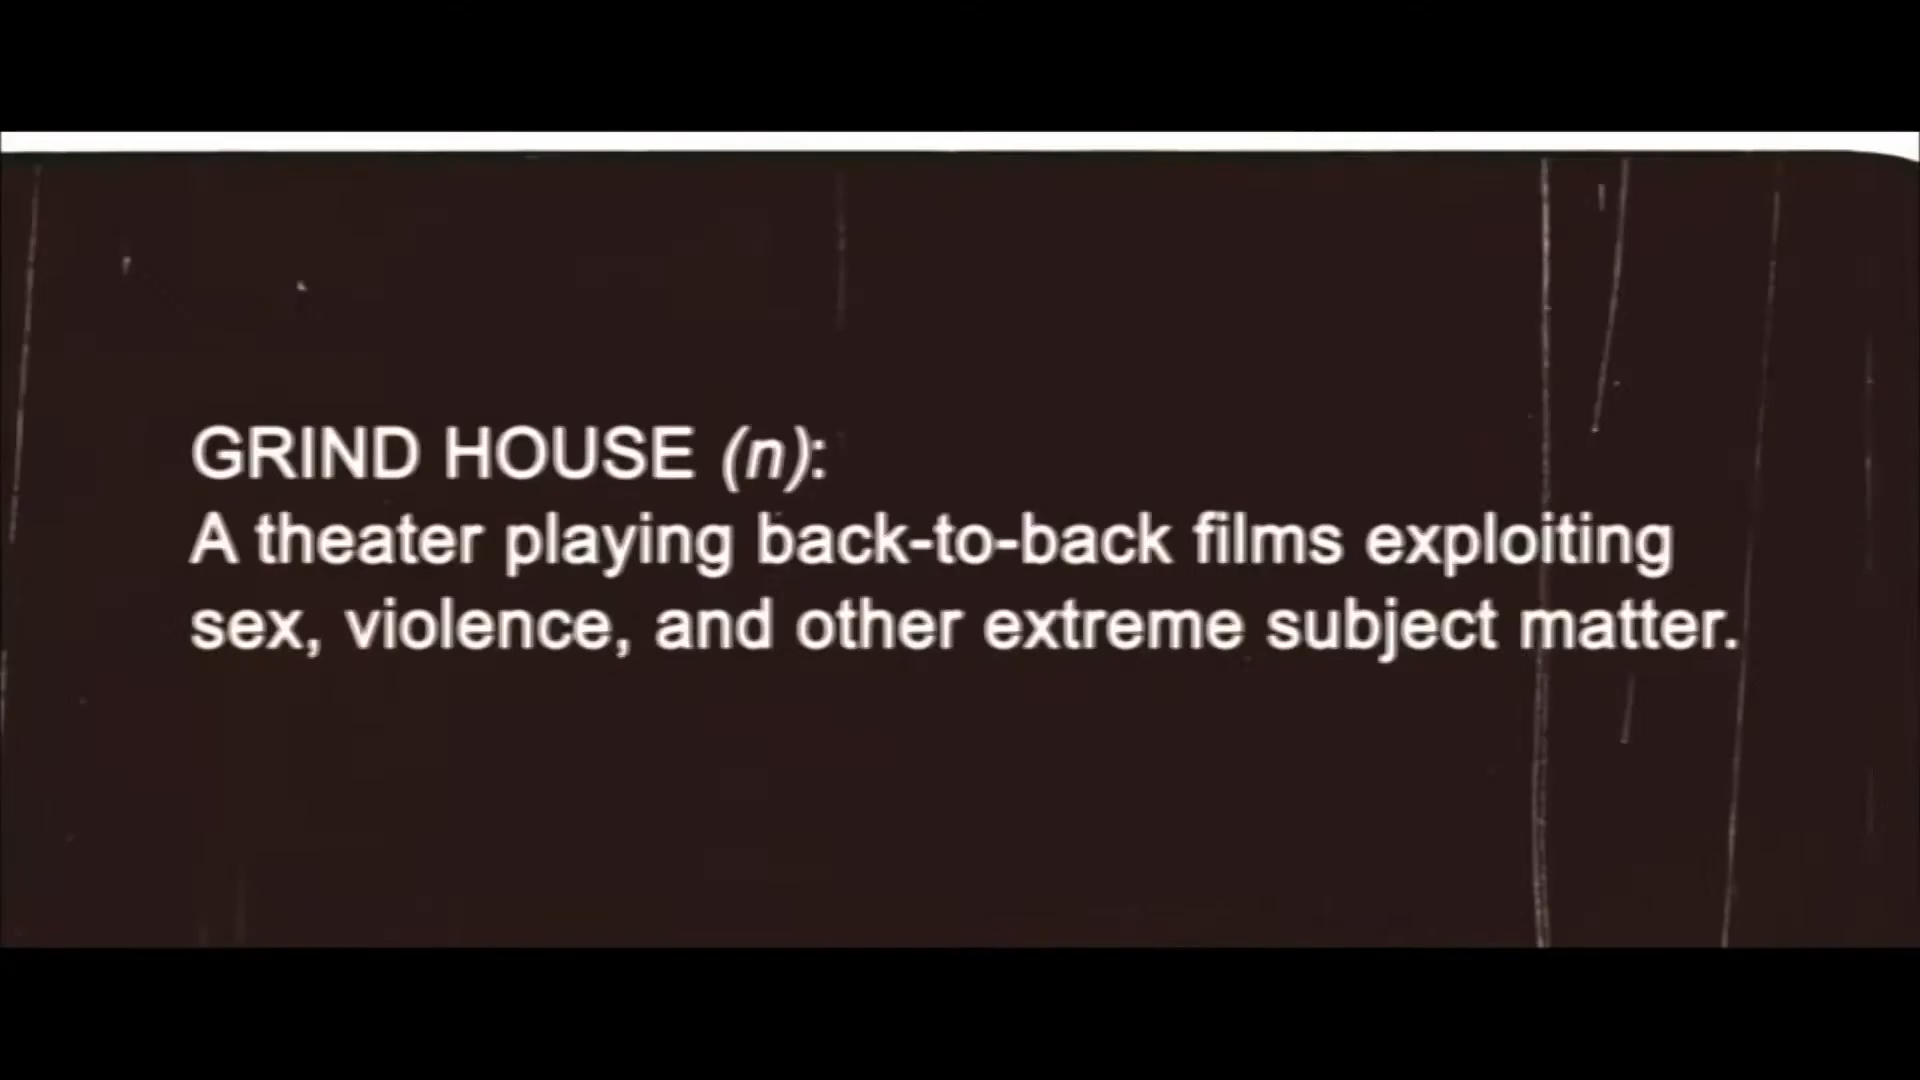 GRIND HOUSE (n):
A theater playing back-to-back films exploiting
sex, violence, and other extreme subject matter.